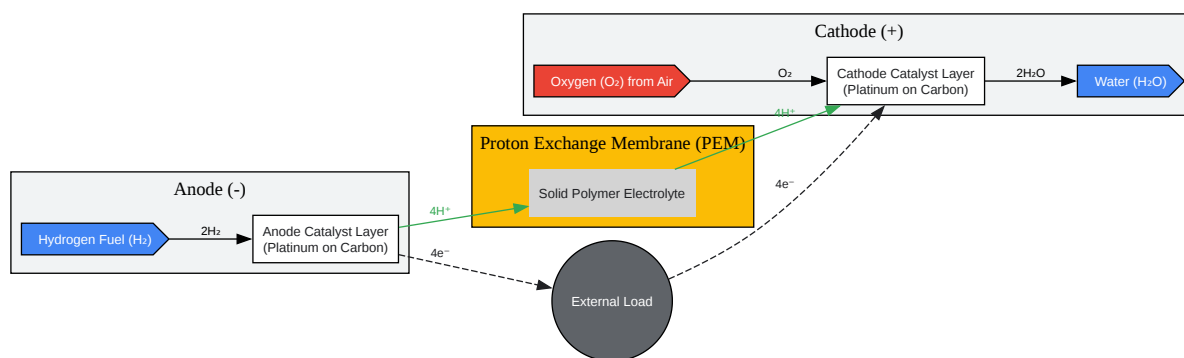 Cathode (+)
Oxygen (O₂) from Air
O₂
Cathode Catalyst Layer
(Platinum on Carbon)
2H₂O
Water (H₂O)
4H⁺
Proton Exchange Membrane (PEM)
Solid Polymer Electrolyte
4e⁻
Anode (-)
Hydrogen Fuel (H₂)
2H₂
Anode Catalyst Layer
(Platinum on Carbon)
4H⁺
4e⁻
External Load